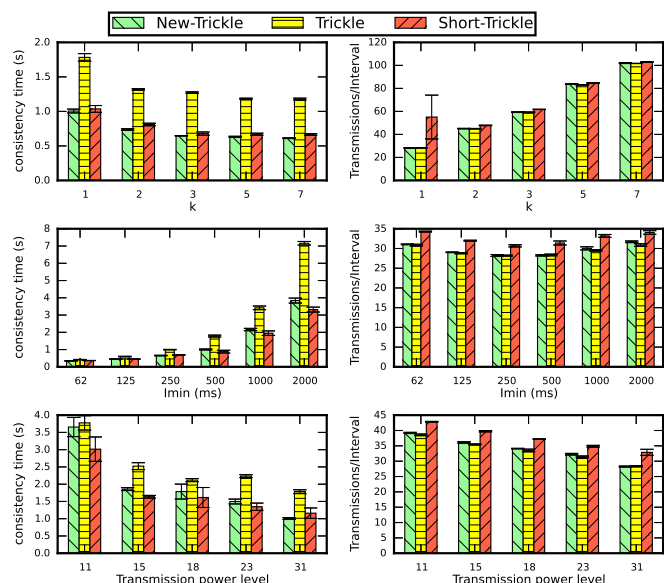 New-Trickle Trickle Short-Trickle
consistency time (s)
2.0
1.5
1.0
0.5
0.0
1 2 3 5 7
k
Transmissions/Interval
120
100
80
60
40
20
0
1 2 3 5 7
k
consistency time (s)
8
7
6
5
4
3
2
1
0
62 125 250 500 1000 2000
Imin (ms)
Transmissions/Interval
35
30
25
20
15
10
5
0
62 125 250 500 1000 2000
Imin (ms)
consistency time (s)
4.0
3.5
3.0
2.5
2.0
1.5
1.0
0.5
0.0
11 15 18 23 31
Transmission power level
Transmissions/Interval
45
40
35
30
25
20
15
10
5
0
11 15 18 23 31
Transmission power level